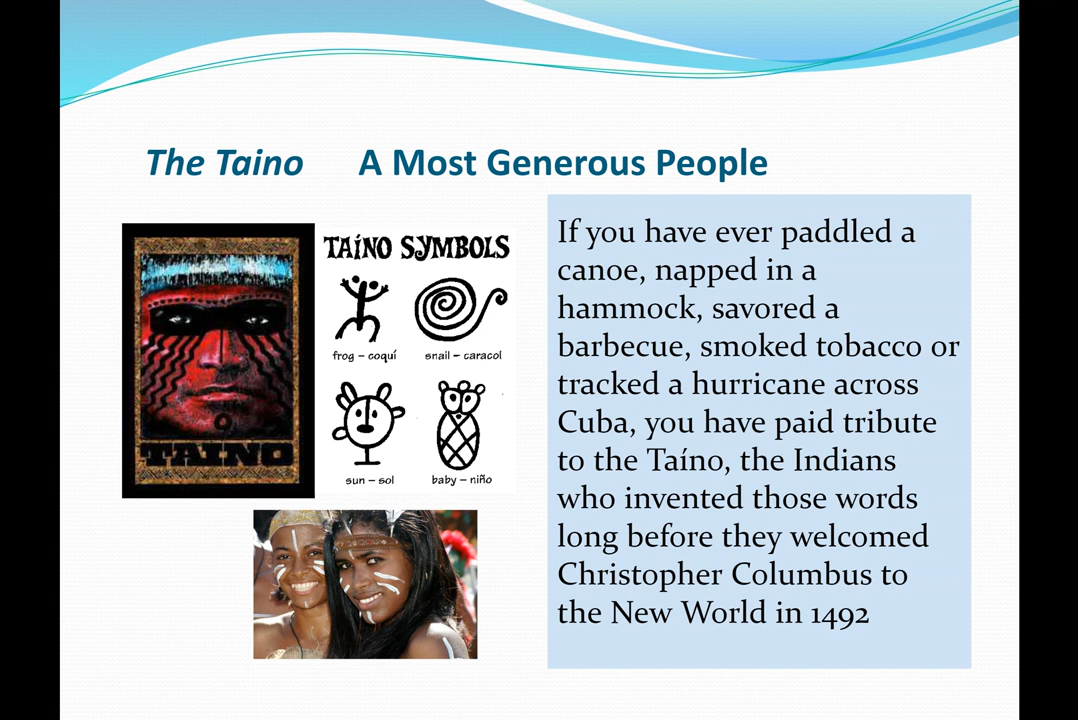 The Taino A Most Generous People
TAINO
TAÍNO SYMBOLS
frog – coquí
snail – caracol
sun – sol
baby – niño
If you have ever paddled a
canoe, napped in a
hammock, savored a
barbecue, smoked tobacco or
tracked a hurricane across
Cuba, you have paid tribute
to the Taíno, the Indians
who invented those words
long before they welcomed
Christopher Columbus to
the New World in 1492